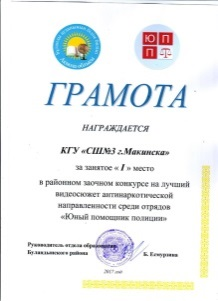 ЮП
ПП
ГРАМОТА
НАГРАЖДАЕТСЯ
КГУ «СШ№3 г.Макинска»
за занятое « I » место
в районном заочном конкурсе на лучший
видеосюжет антинаркотической
направленности среди отрядов
«Юный помощник полиции»
Руководитель отдела образования
Буландынского района Б. Есмурзина
2017 год